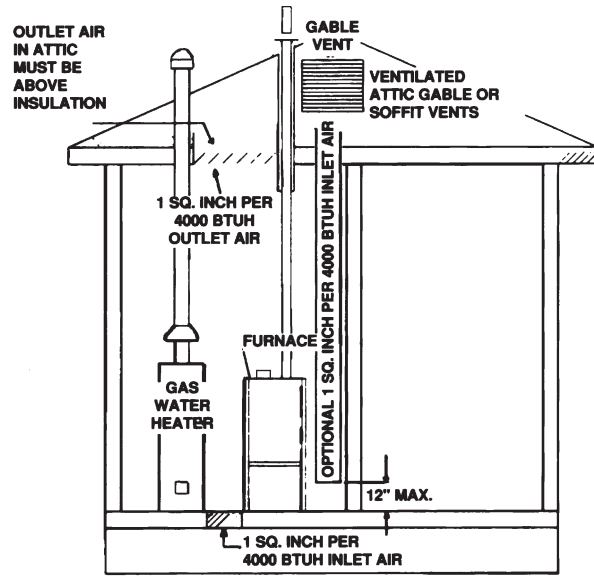 OUTLET AIR
IN ATTIC
MUST BE
ABOVE
INSULATION
GABLE
VENT
VENTILATED
ATTIC GABLE OR
SOFFIT VENTS
1 SQ. INCH PER
4000 BTUH
OUTLET AIR
OPTIONAL 1 SQ. INCH PER 4000 BTUH INLET AIR
FURNACE
GAS
WATER
HEATER
12" MAX.
1 SQ. INCH PER
4000 BTUH INLET AIR